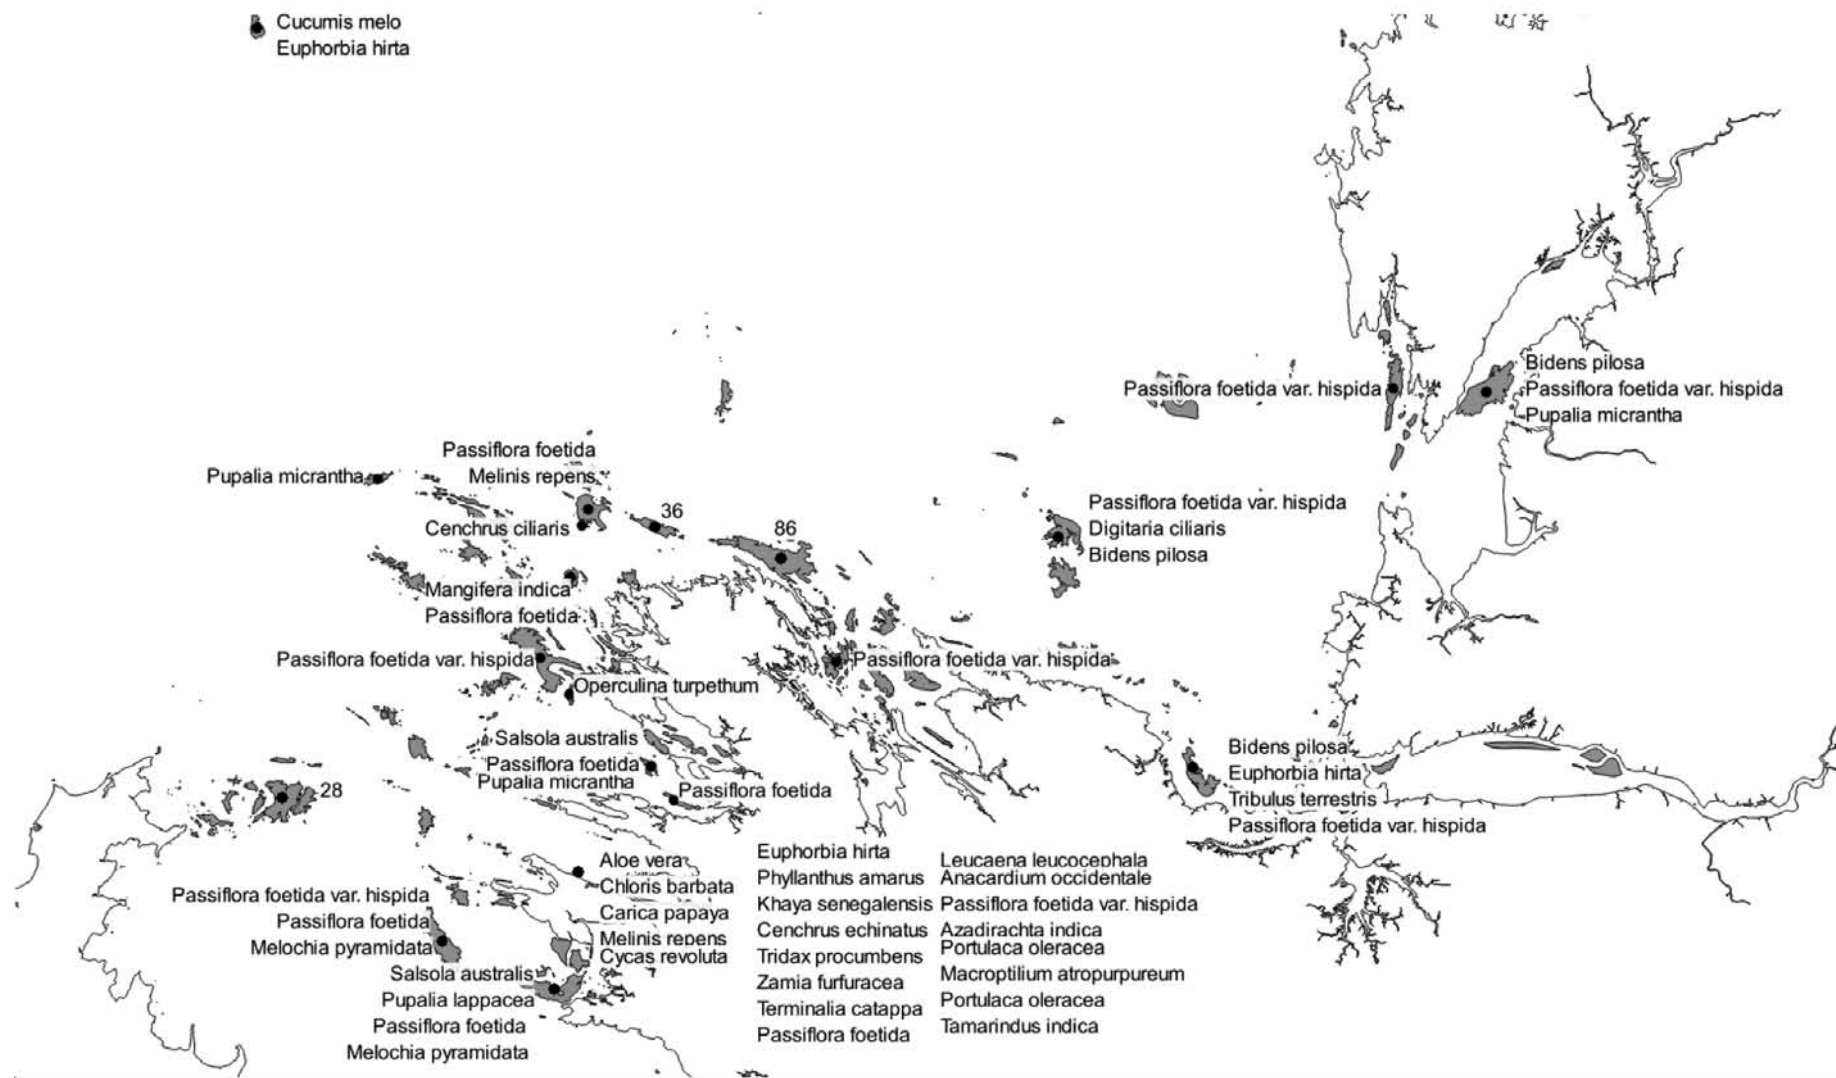 Cucumis melo
Euphorbia hirta
Bidens pilosa
Passiflora foetida var. hispida
Passiflora foetida var. hispida
Pupalia micrantha
Passiflora foetida
Pupalia micrantha
Melinis repens
Cenchrus ciliaris
36
86
Passiflora foetida var. hispida
Digitaria ciliaris
Bidens pilosa
Mangifera indica
Passiflora foetida
Passiflora foetida var. hispida
Passiflora foetida var. hispida
Operculina turpethum
Salsola australis
Passiflora foetida
Pupalia micrantha
Passiflora foetida
28
Bidens pilosa
Euphorbia hirta
Tribulus terrestris
Passiflora foetida var. hispida
Passiflora foetida var. hispida
Passiflora foetida
Melochia pyramidata
Salsola australis
Pupalia lappacea
Passiflora foetida
Melochia pyramidata
Aloe vera
Chloris barbata
Carica papaya
Melinis repens
Cycas revoluta
Euphorbia hirta
Phyllanthus amarus
Khaya senegalensis
Cenchrus echinatus
Tridax procumbens
Zamia furfuracea
Terminalia catappa
Passiflora foetida
Leucaena leucocephala
Anacardium occidentale
Passiflora foetida var. hispida
Azadirachta indica
Portulaca oleracea
Macroptilium atropurpureum
Portulaca oleracea
Tamarindus indica